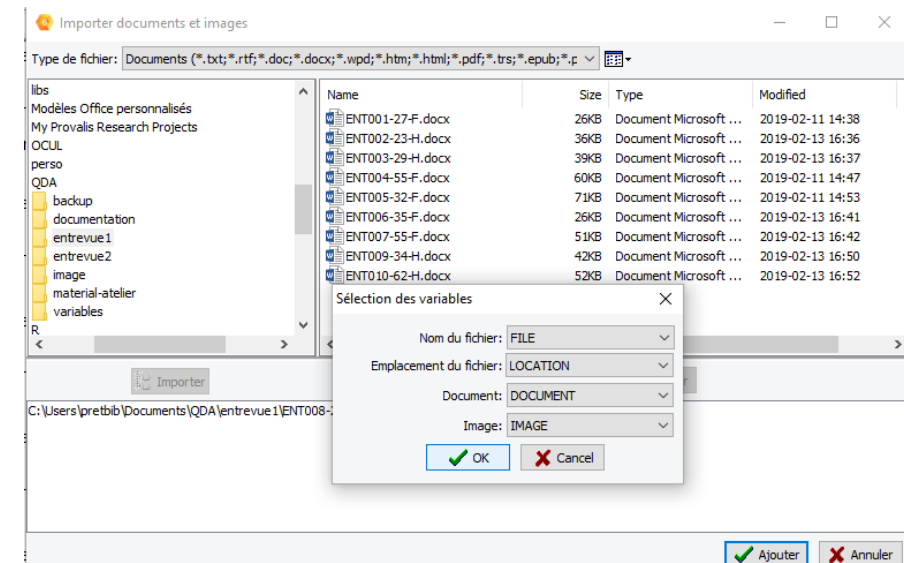 Importer documents et images
Type de fichier: Documents (*.txt;*.rtf;*.doc;*.docx;*.wpd;*.htm;*.html;*.pdf;*.trs;*.epub;*.p
libs
Modèles Office personnalisés
My Provalis Research Projects
OCUL
perso
QDA
backup
documentation
entrevue1
entrevue2
image
material-atelier
variables
R
Name Size Type Modified
ENT001-27-F.docx 26KB Document Microsoft ... 2019-02-11 14:38
ENT002-23-H.docx 36KB Document Microsoft ... 2019-02-13 16:36
ENT003-29-H.docx 39KB Document Microsoft ... 2019-02-13 16:37
ENT004-55-F.docx 60KB Document Microsoft ... 2019-02-11 14:47
ENT005-32-F.docx 71KB Document Microsoft ... 2019-02-11 14:53
ENT006-35-F.docx 26KB Document Microsoft ... 2019-02-13 16:41
ENT007-55-F.docx 51KB Document Microsoft ... 2019-02-13 16:42
ENT009-34-H.docx 42KB Document Microsoft ... 2019-02-13 16:50
ENT010-62-H.docx 52KB Document Microsoft ... 2019-02-13 16:52
Sélection des variables
Nom du fichier: FILE
Emplacement du fichier: LOCATION
Document: DOCUMENT
Image: IMAGE
OK Cancel
Importer
C:\Users\pretbib\Documents\QDA\entrevue1\ENT008-
Ajouter Annuler